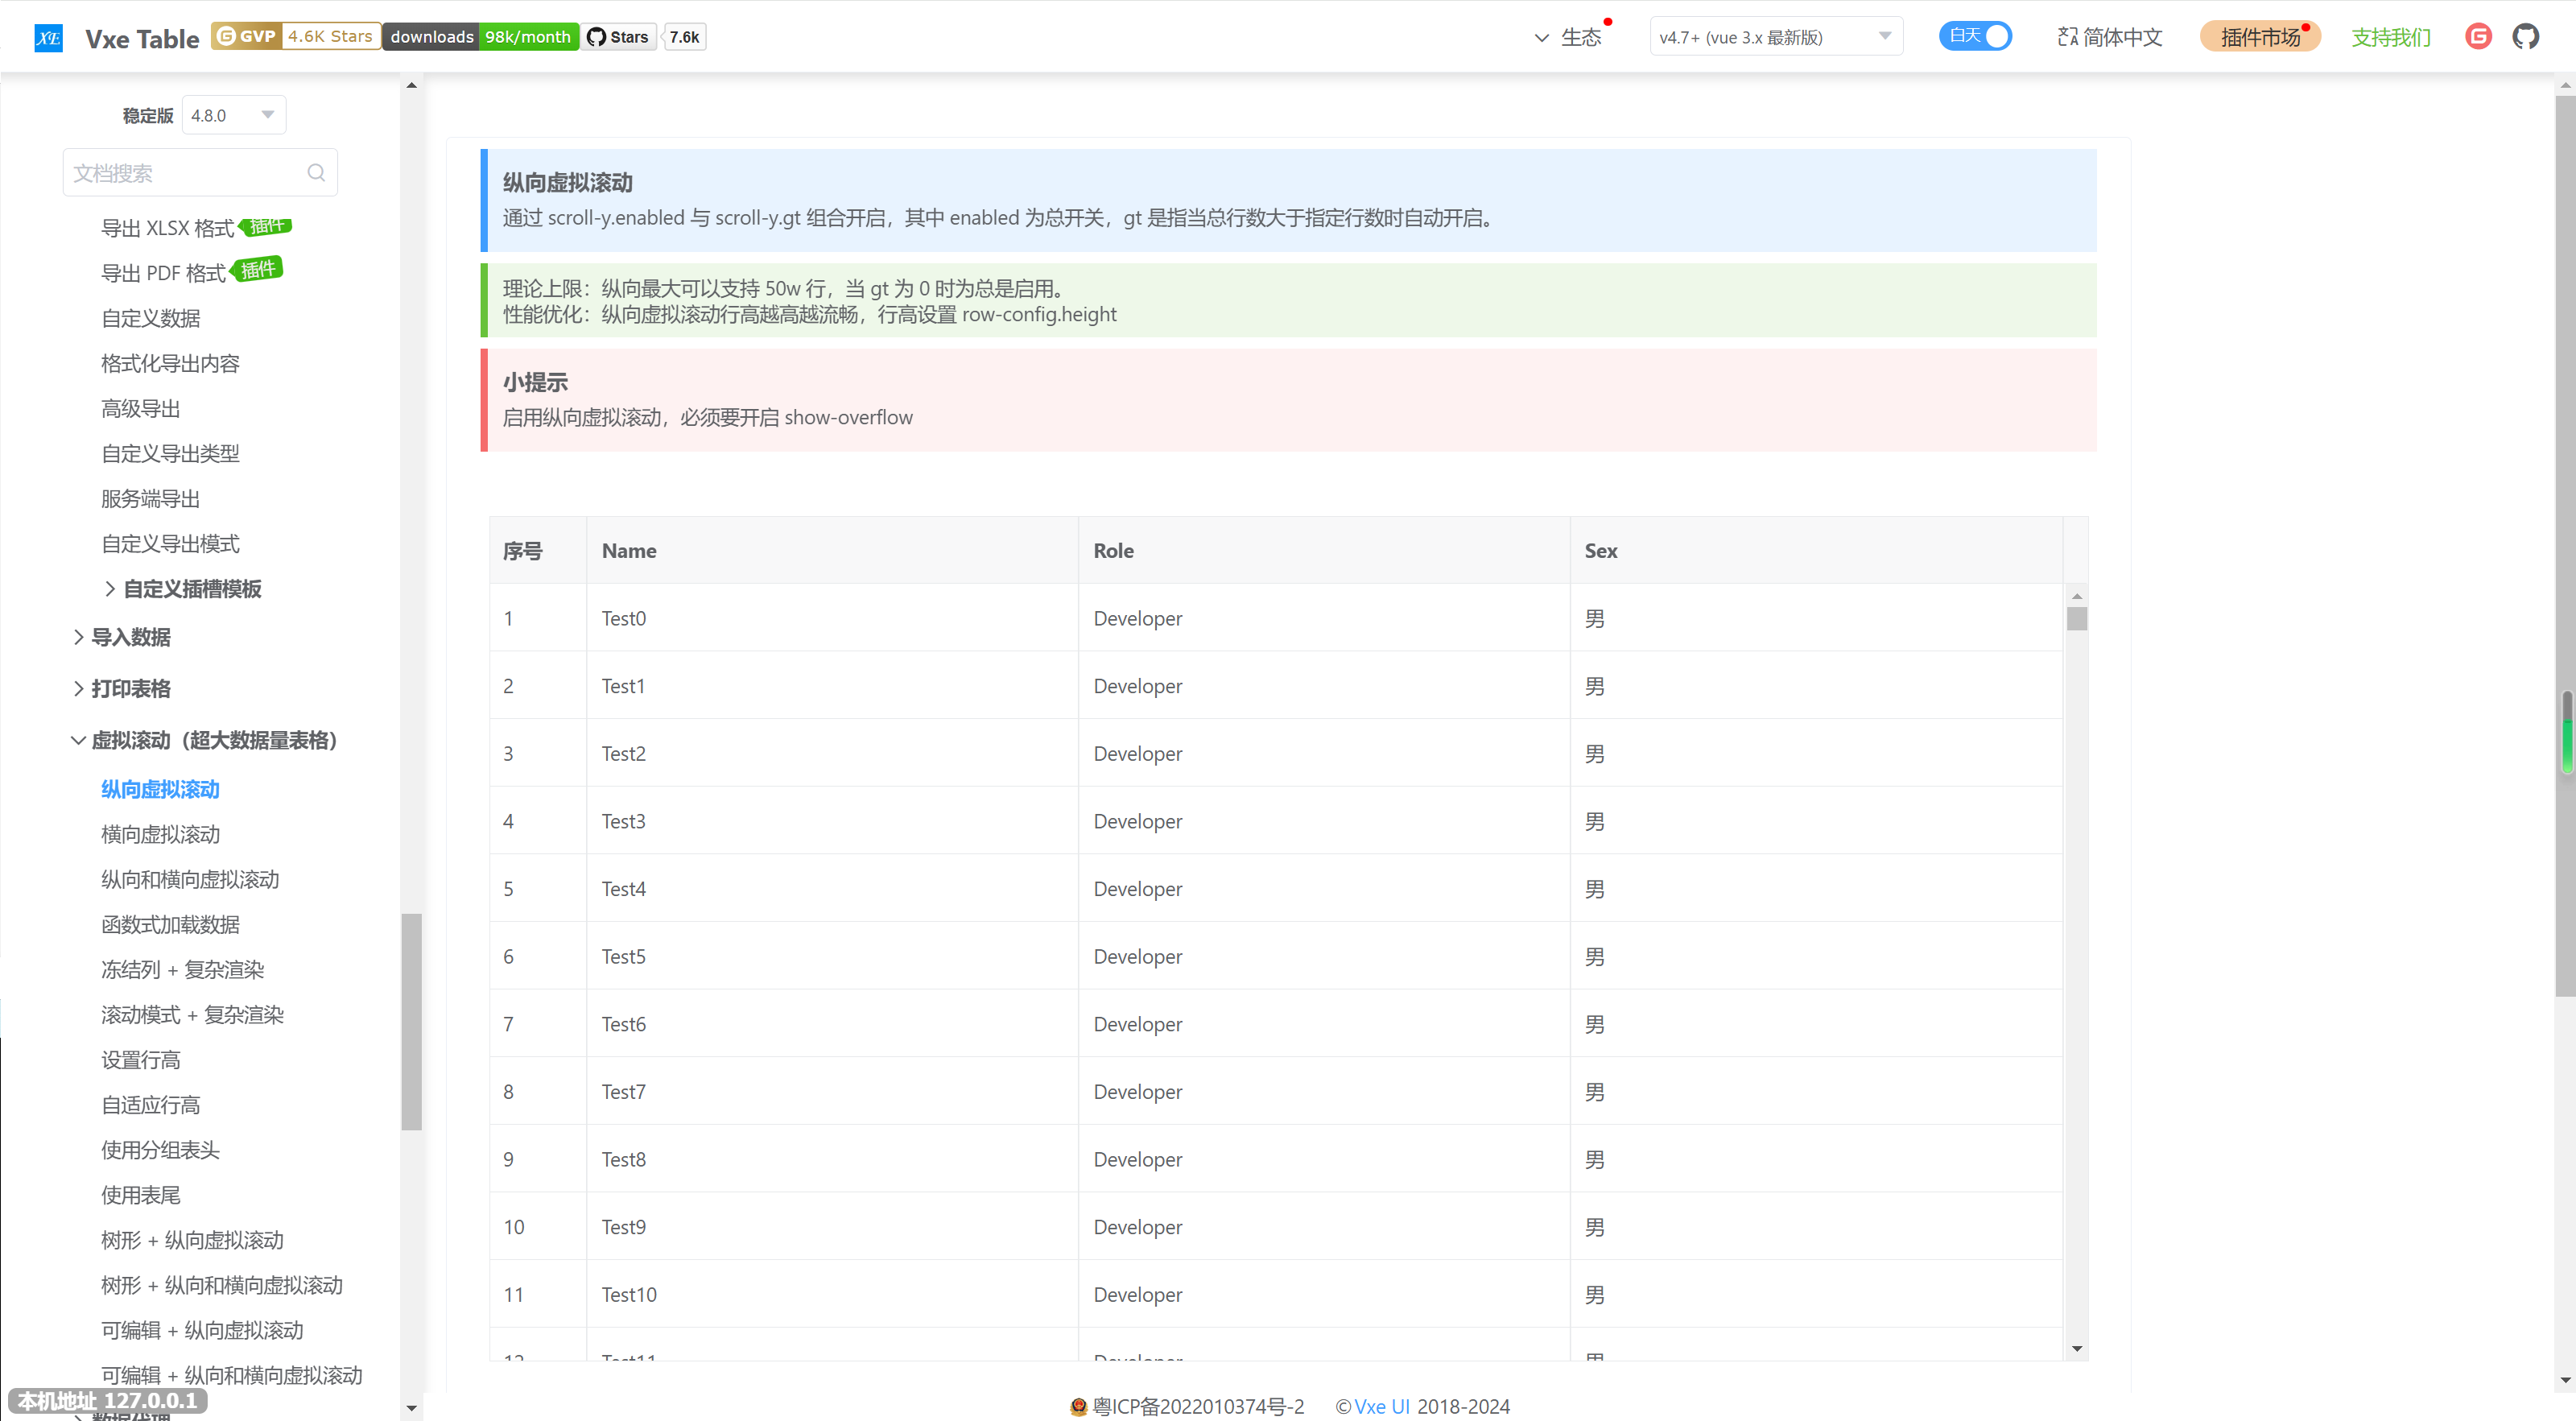 XE Vxe Table GVP 4.6K Stars downloads 98k/month Stars 7.6k 生态 v4.7+ (vue 3.x 最新版) 白天 简体中文 插件市场 支持我们
稳定版 4.8.0
文档搜索
导出 XLSX 格式 插件
导出 PDF 格式 插件
自定义数据
格式化导出内容
高级导出
自定义导出类型
服务端导出
自定义导出模式
自定义插槽模板
导入数据
打印表格
虚拟滚动（超大数据量表格）
纵向虚拟滚动
横向虚拟滚动
纵向和横向虚拟滚动
函数式加载数据
冻结列 + 复杂渲染
滚动模式 + 复杂渲染
设置行高
自适应行高
使用分组表头
使用表尾
树形 + 纵向虚拟滚动
树形 + 纵向和横向虚拟滚动
可编辑 + 纵向虚拟滚动
可编辑 + 纵向和横向虚拟滚动
数据代理
本机地址 127.0.0.1
纵向虚拟滚动
通过 scroll-y.enabled 与 scroll-y.gt 组合开启，其中 enabled 为总开关，gt 是指当总行数大于指定行数时自动开启。
理论上限：纵向最大可以支持 50w 行，当 gt 为 0 时为总是启用。
性能优化：纵向虚拟滚动行高越高越流畅，行高设置 row-config.height
小提示
启用纵向虚拟滚动，必须要开启 show-overflow
序号 Name Role Sex
1 Test0 Developer 男
2 Test1 Developer 男
3 Test2 Developer 男
4 Test3 Developer 男
5 Test4 Developer 男
6 Test5 Developer 男
7 Test6 Developer 男
8 Test7 Developer 男
9 Test8 Developer 男
10 Test9 Developer 男
11 Test10 Developer 男
12 Test11 Developer 男
粤ICP备2022010374号-2 ©Vxe UI 2018-2024